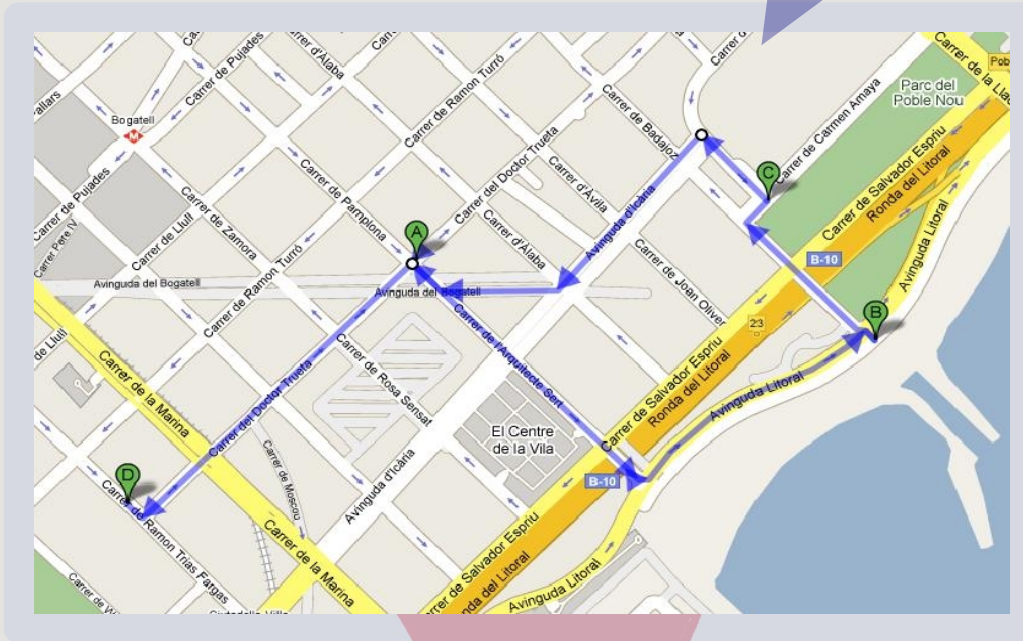 Carrer de Pujades
Carrer d'Àlaba
Carrer de Ramon Turró
Carrer de Badajoz
Carrer de Carmen Amaya
Parc del
Poble Nou
Bogatell
M
Carrer de Pamplona
Carrer del Doctor Trueta
Carrer d'Àvila
C
Carrer de Salvador Espriu
Ronda del Litoral
Carrer de Pujades
Carrer Pere IV
Carrer de Llull
Carrer de Zamora
Carrer de Ramon Turró
A
Carrer d'Àlaba
Avinguda d'Icària
B-10
Avinguda Litoral
Carrer de Joan Oliver
Avinguda del Bogatell
Avinguda del Bogatell
B
23
Carrer de l'Arquitecte Sert
Carrer de Rosa Sensat
Carrer de Salvador Espriu
Ronda del Litoral
Avinguda Litoral
de Llull
Carrer de la Marina
Carrer del Doctor Trueta
El Centre
de la Vila
B-10
D
Carrer de Ramon Trias Fargas
Carrer de Moscou
Avinguda d'Icària
Carrer de la Marina
Carrer de Salvador Espriu
Ronda del Litoral
Avinguda Litoral